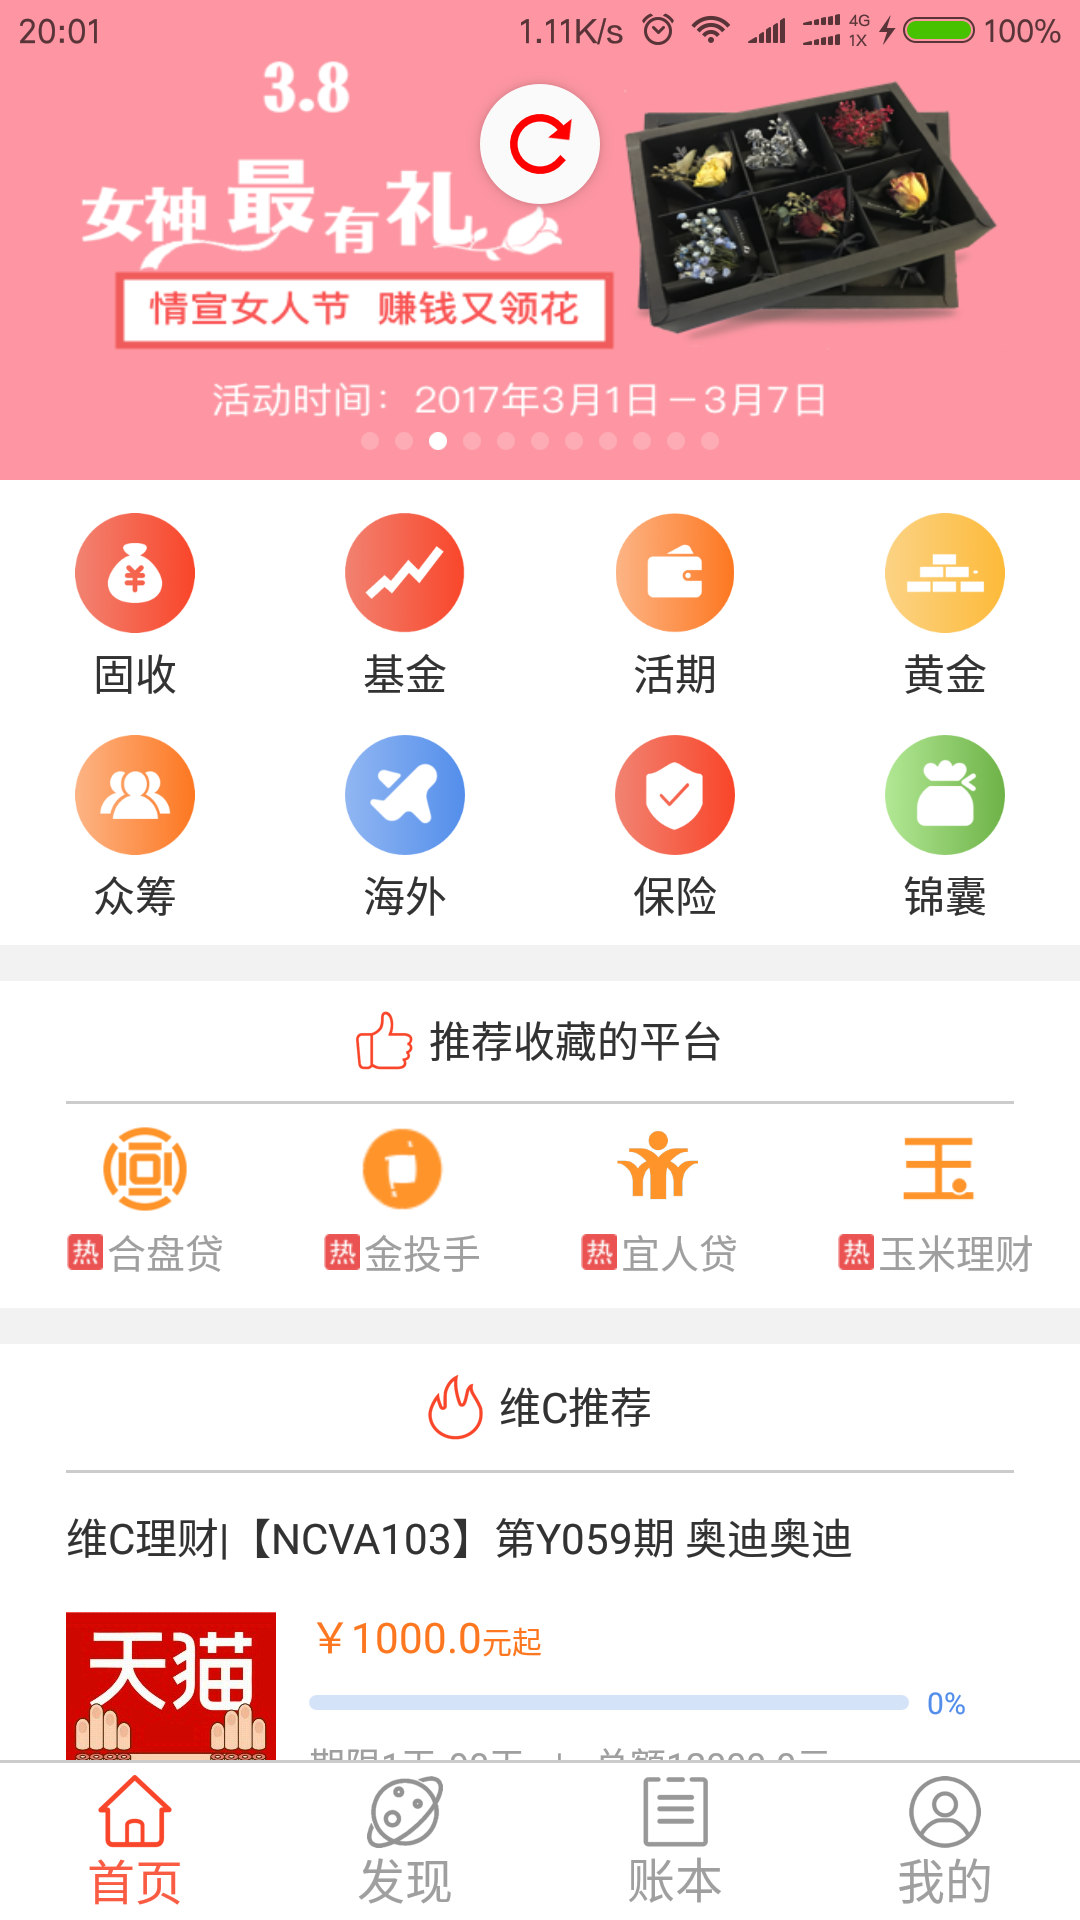 20:01 1.11K/s 4G 1X 100%
3.8
女神最有礼
情宣女人节 赚钱又领花
活动时间：2017年3月1日－3月7日
固收 基金 活期 黄金
众筹 海外 保险 锦囊
推荐收藏的平台
热 合盘贷 热 金投手 热 宜人贷 热 玉米理财
维C推荐
维C理财|【NCVA103】第Y059期 奥迪奥迪
天猫
￥1000.0元起
0%
首页 发现 账本 我的